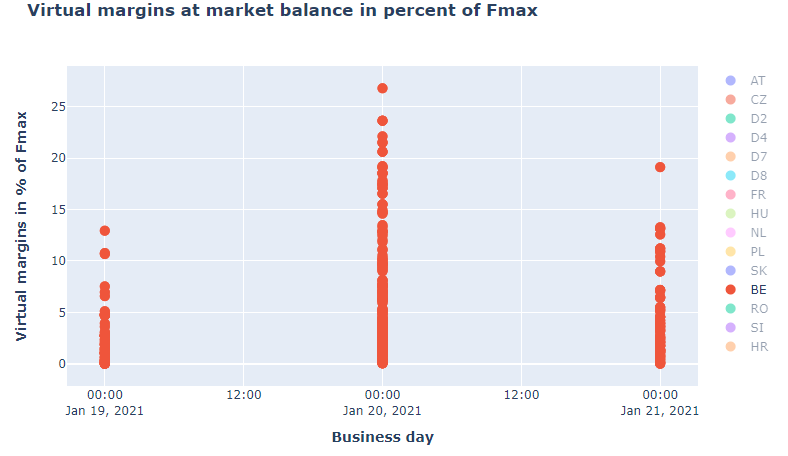 Virtual margins at market balance in percent of Fmax
Virtual margins in % of Fmax
25
20
15
10
5
0
00:00
Jan 19, 2021
12:00
00:00
Jan 20, 2021
12:00
00:00
Jan 21, 2021
Business day
AT
CZ
D2
D4
D7
D8
FR
HU
NL
PL
SK
BE
RO
SI
HR